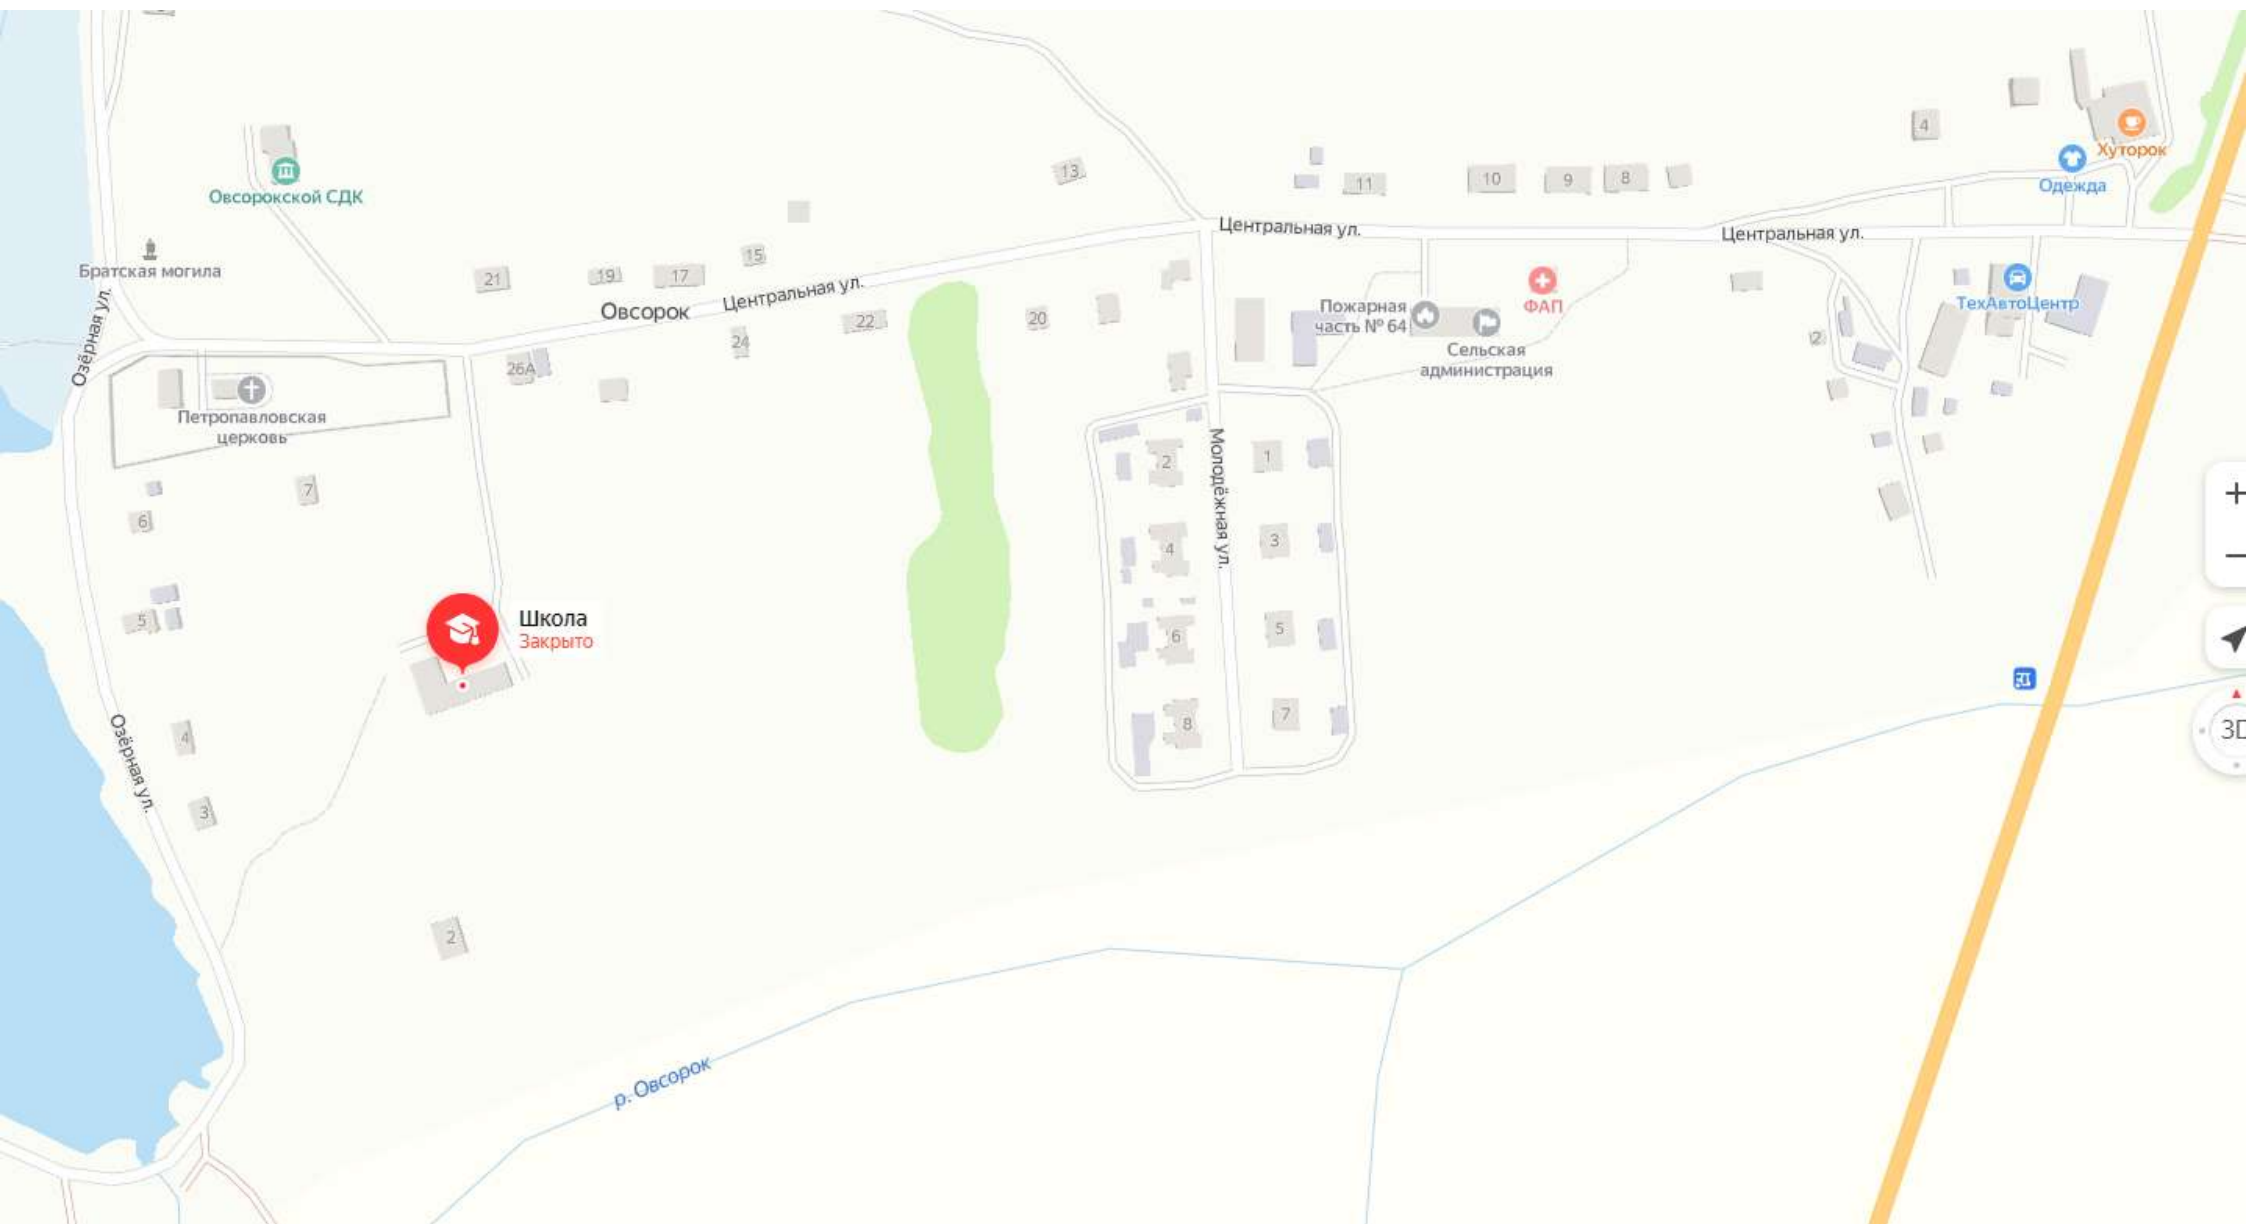 4
Хуторок
Одежда
13
11
10
9
8
Овсорокской СДК
Центральная ул.
Центральная ул.
Братская могила
21
19
17
15
Овсорок
Центральная ул.
ФАП
Пожарная
часть № 64
ТехАвтоЦентр
Озёрная ул.
26А
24
22
20
Сельская
администрация
2
Петропавловская
церковь
Молодёжная ул.
2
1
7
6
4
3
+
−
5
Школа
Закрыто
6
5
8
7
3D
Озёрная ул.
4
3
2
р. Овсорок